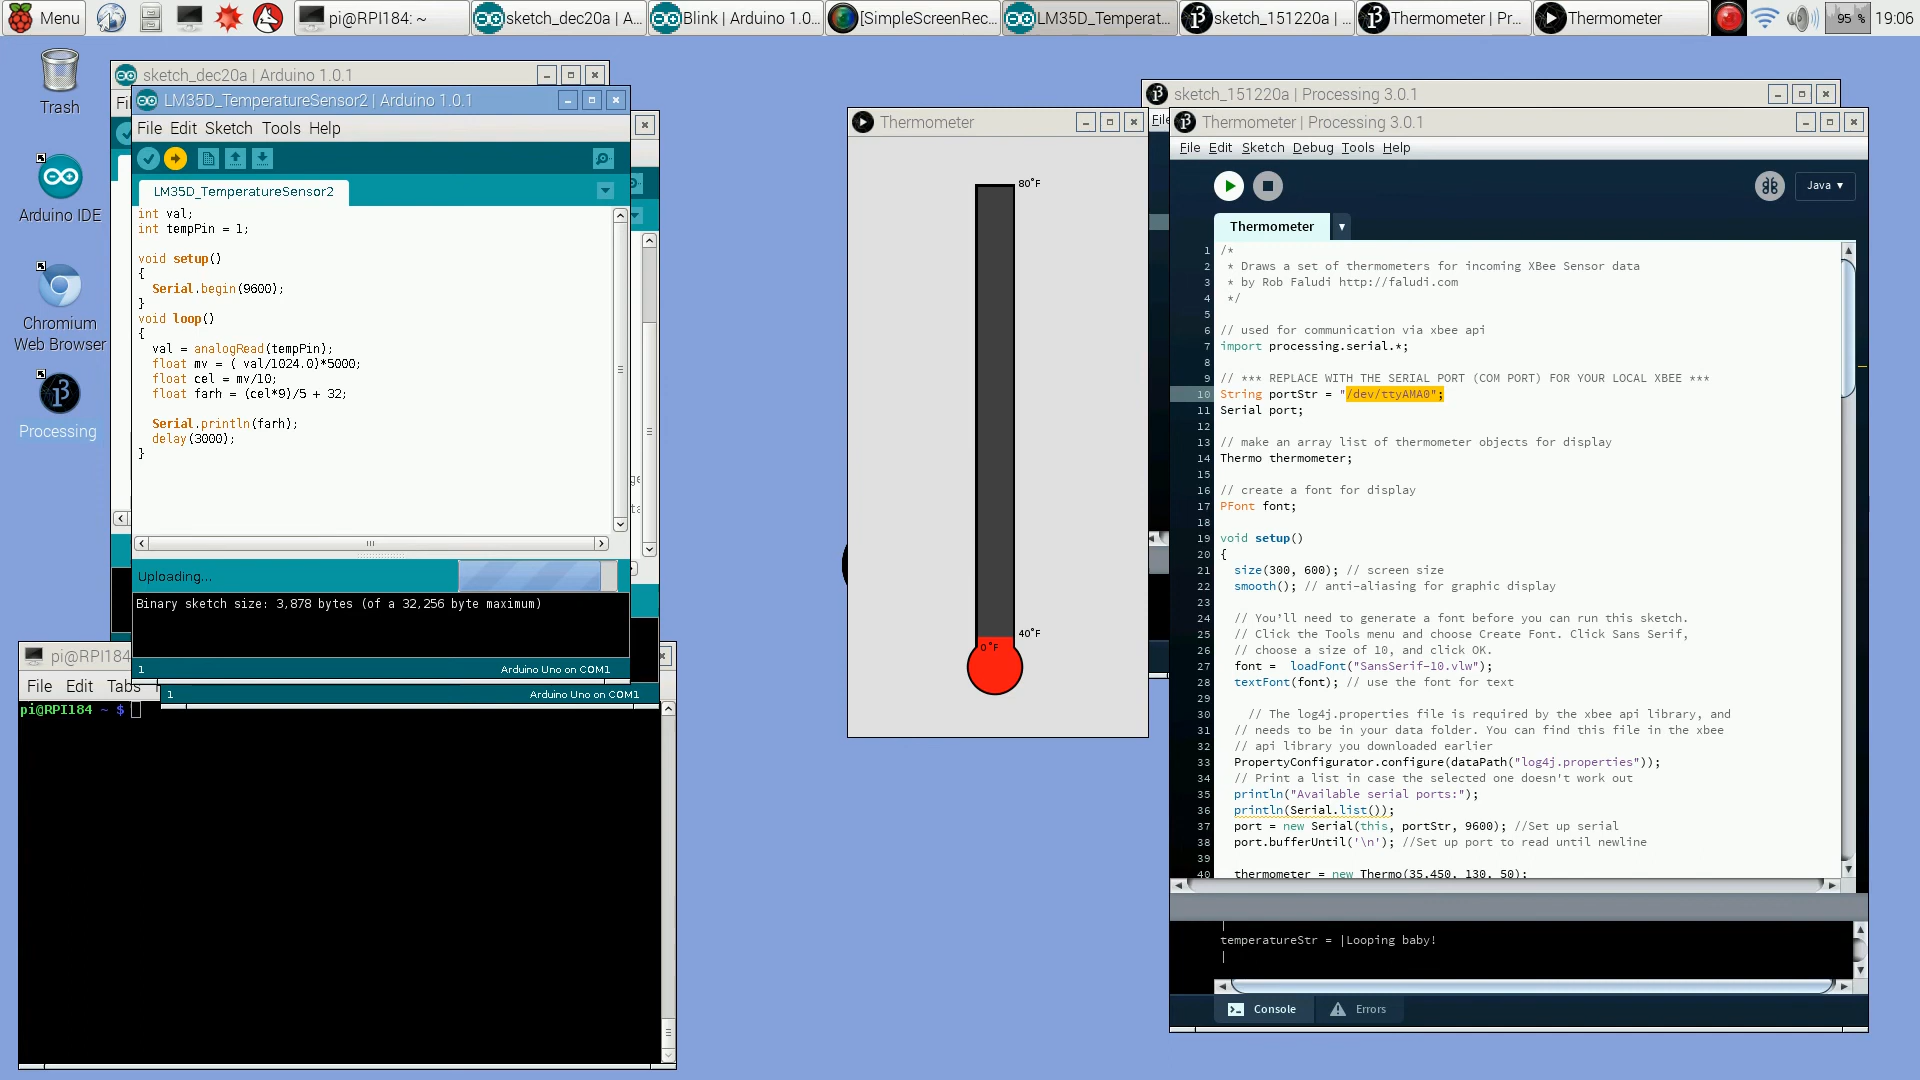 Menu
pi@RPI184: ~
sketch_dec20a | A...
Blink | Arduino 1.0...
[SimpleScreenRec...
LM35D_Temperat...
sketch_151220a | ...
Thermometer | Pr...
Thermometer
95 %
19:06
Trash
Arduino IDE
Chromium
Web Browser
Processing
sketch_dec20a | Arduino 1.0.1
LM35D_TemperatureSensor2 | Arduino 1.0.1
File Edit Sketch Tools Help
LM35D_TemperatureSensor2
int val;
int tempPin = 1;
void setup()
{
Serial.begin(9600);
}
void loop()
{
val = analogRead(tempPin);
float mv = ( val/1024.0)*5000;
float cel = mv/10;
float farh = (cel*9)/5 + 32;
Serial.println(farh);
delay(3000);
}
Uploading...
Binary sketch size: 3,878 bytes (of a 32,256 byte maximum)
1
Arduino Uno on COM1
1
Arduino Uno on COM1
pi@RPI184
File Edit Tabs
pi@RPI184 ~ $
Thermometer
80°F
40°F
0°F
sketch_151220a | Processing 3.0.1
File
Thermometer | Processing 3.0.1
File Edit Sketch Debug Tools Help
Java ▾
Thermometer ▾
1 /*
2 * Draws a set of thermometers for incoming XBee Sensor data
3 * by Rob Faludi http://faludi.com
4 */
5
6 // used for communication via xbee api
7 import processing.serial.*;
8
9 // *** REPLACE WITH THE SERIAL PORT (COM PORT) FOR YOUR LOCAL XBEE ***
10 String portStr = "/dev/ttyAMA0";
11 Serial port;
12
13 // make an array list of thermometer objects for display
14 Thermo thermometer;
15
16 // create a font for display
17 PFont font;
18
19 void setup()
20 {
21 size(300, 600); // screen size
22 smooth(); // anti-aliasing for graphic display
23
24 // You'll need to generate a font before you can run this sketch.
25 // Click the Tools menu and choose Create Font. Click Sans Serif,
26 // choose a size of 10, and click OK.
27 font = loadFont("SansSerif-10.vlw");
28 textFont(font); // use the font for text
29
30 // The log4j.properties file is required by the xbee api library, and
31 // needs to be in your data folder. You can find this file in the xbee
32 // api library you downloaded earlier
33 PropertyConfigurator.configure(dataPath("log4j.properties"));
34 // Print a list in case the selected one doesn't work out
35 println("Available serial ports:");
36 println(Serial.list());
37 port = new Serial(this, portStr, 9600); //Set up serial
38 port.bufferUntil('\n'); //Set up port to read until newline
39
40 thermometer = new Thermo(35,450, 130, 50);
|
temperatureStr = |Looping baby!
|
Console
Errors